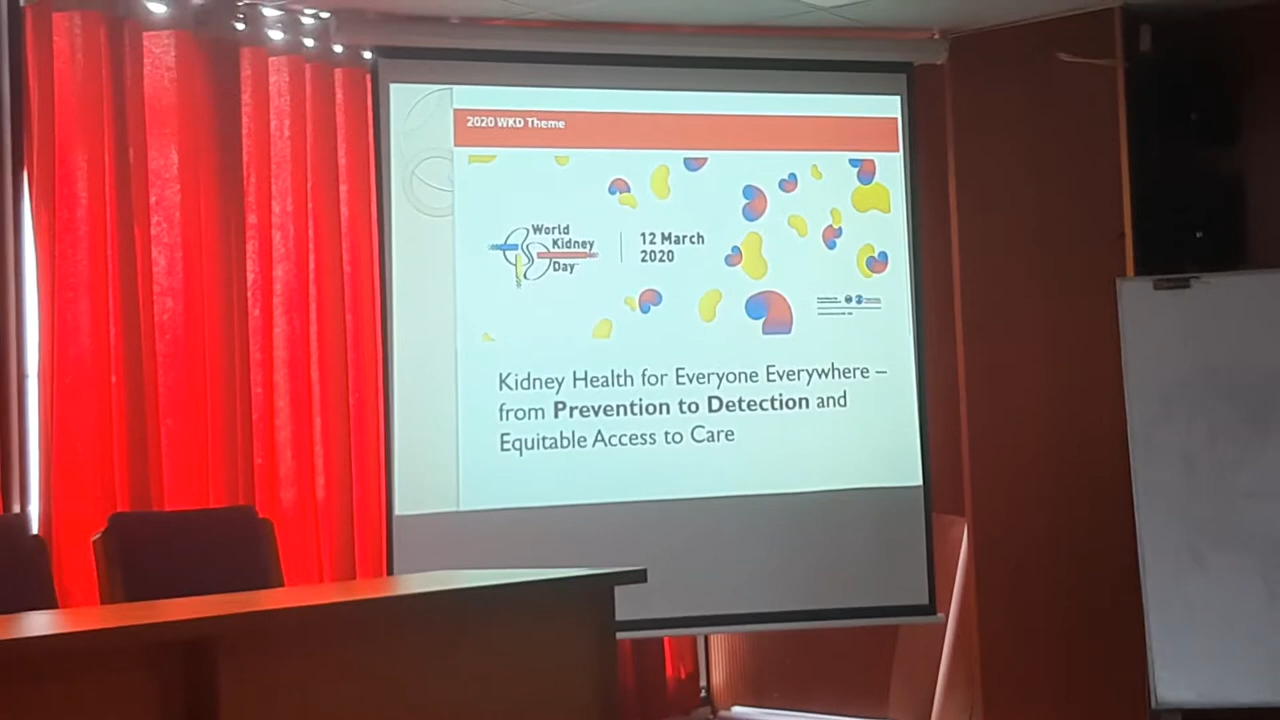 2020 WKD Theme
World
Kidney
Day
12 March
2020
Kidney Health for Everyone Everywhere –
from Prevention to Detection and
Equitable Access to Care